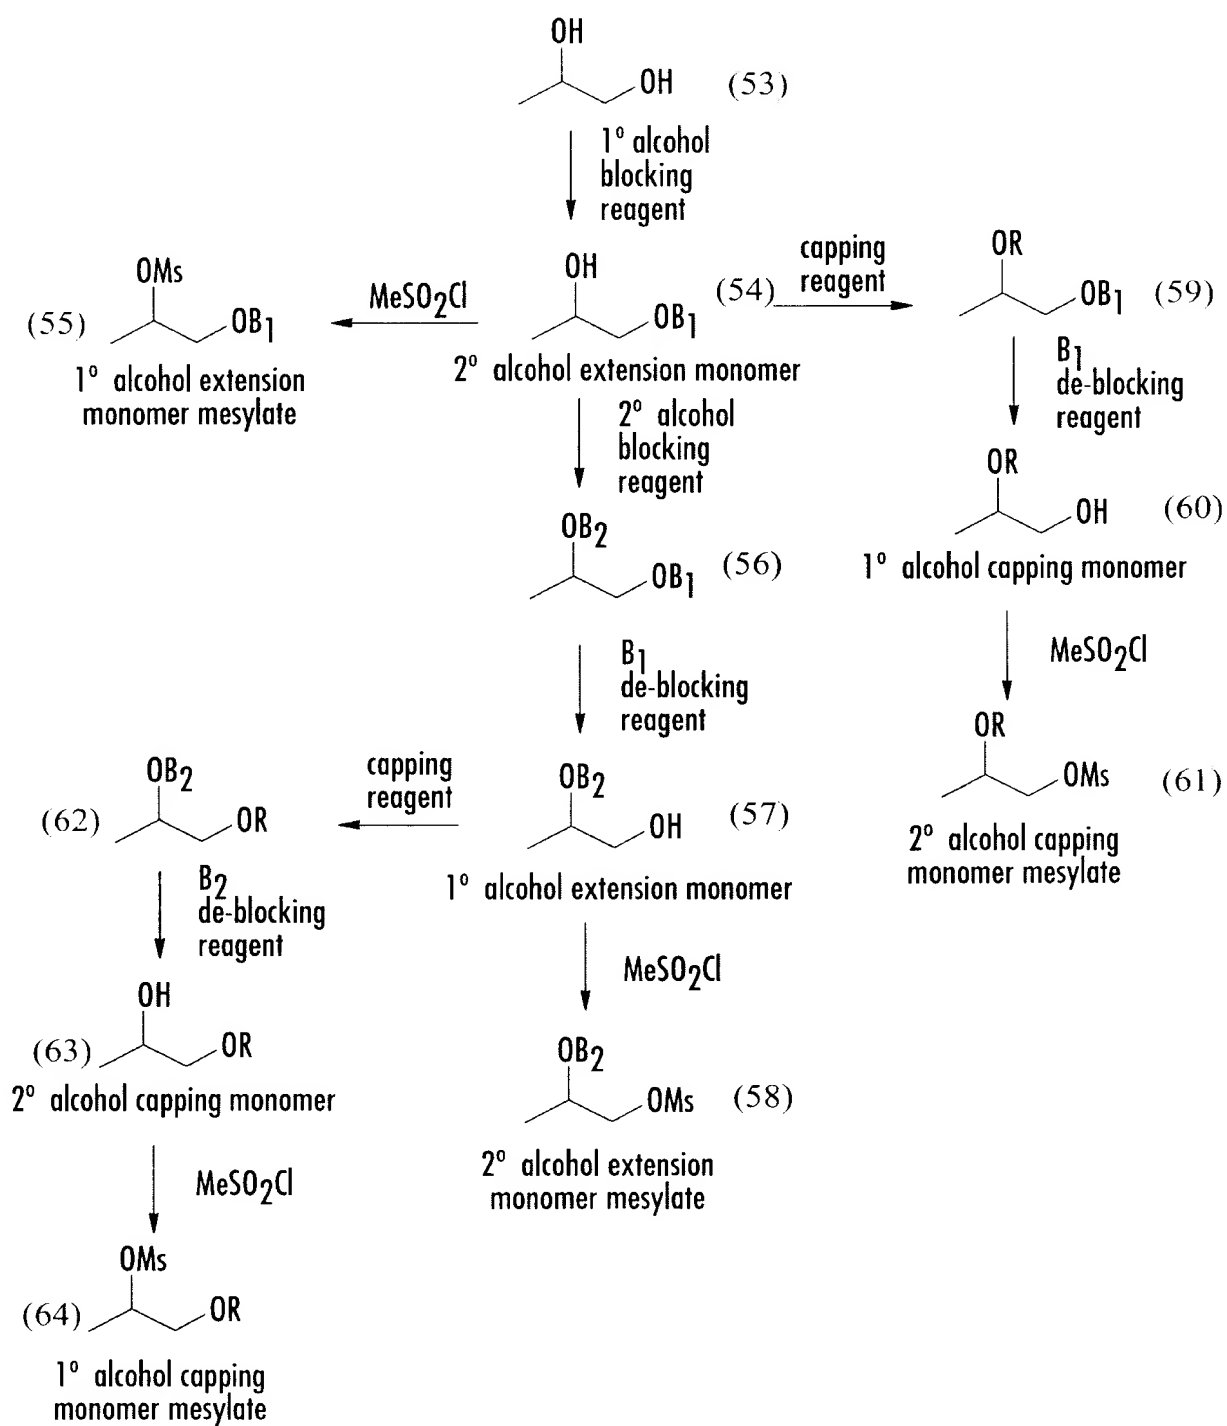 OH
OH (53)
1° alcohol
blocking
reagent
OH
OB1 (54)
2° alcohol extension monomer
MeSO2Cl
OMs
(55) OB1
1° alcohol extension
monomer mesylate
capping
reagent
OR
OB1 (59)
B1
de-blocking
reagent
OR
OH (60)
1° alcohol capping monomer
MeSO2Cl
OR
OMs (61)
2° alcohol capping
monomer mesylate
2° alcohol
blocking
reagent
OB2
OB1 (56)
B1
de-blocking
reagent
OB2
OH (57)
1° alcohol extension monomer
MeSO2Cl
OB2
OMs (58)
2° alcohol extension
monomer mesylate
capping
reagent
OB2
(62) OR
B2
de-blocking
reagent
OH
(63) OR
2° alcohol capping monomer
MeSO2Cl
OMs
(64) OR
1° alcohol capping
monomer mesylate